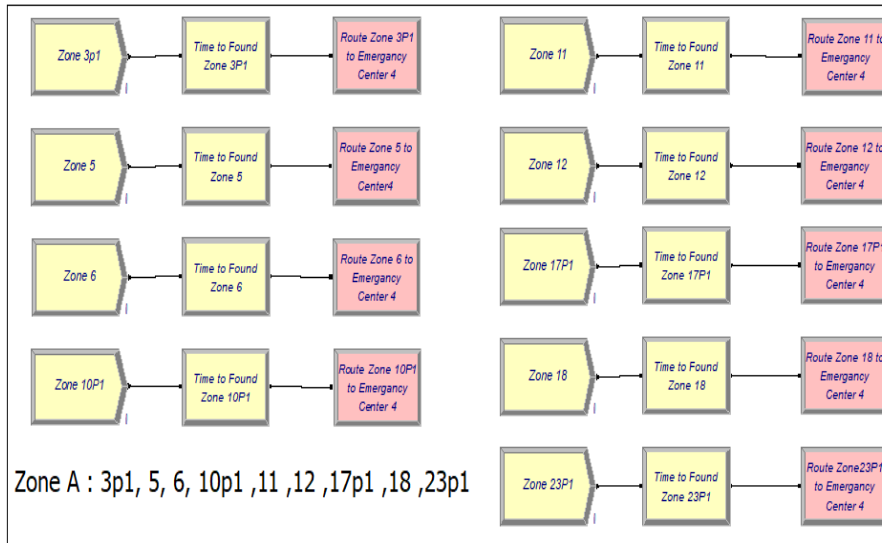 Zone 3p1
Time to Found
Zone 3P1
Route Zone 3P1
to Emergancy
Center 4
Zone 5
Time to Found
Zone 5
Route Zone 5 to
Emergancy
Center4
Zone 6
Time to Found
Zone 6
Route Zone 6 to
Emergancy
Center 4
Zone 10P1
Time to Found
Zone 10P1
Route Zone 10P1
to Emergancy
Center 4
Zone A : 3p1, 5, 6, 10p1 ,11 ,12 ,17p1 ,18 ,23p1
Zone 11
Time to Found
Zone 11
Route Zone 11 to
Emergancy
Center 4
Zone 12
Time to Found
Zone 12
Route Zone 12 to
Emergancy
Center 4
Zone 17P1
Time to Found
Zone 17P1
Route Zone 17P1
to Emergancy
Center 4
Zone 18
Time to Found
Zone 18
Route Zone 18 to
Emergancy
Center 4
Zone 23P1
Time to Found
Zone 23P1
Route Zone23P1
to Emergancy
Center 4